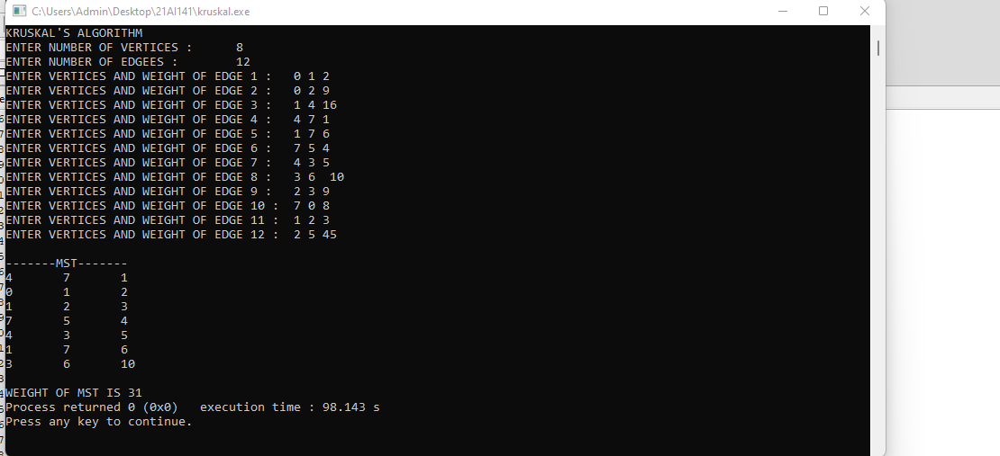 C:\Users\Admin\Desktop\21AI141\kruskal.exe
KRUSKAL'S ALGORITHM
ENTER NUMBER OF VERTICES :      8
ENTER NUMBER OF EDGEES :        12
ENTER VERTICES AND WEIGHT OF EDGE 1 :   0 1 2
ENTER VERTICES AND WEIGHT OF EDGE 2 :   0 2 9
ENTER VERTICES AND WEIGHT OF EDGE 3 :   1 4 16
ENTER VERTICES AND WEIGHT OF EDGE 4 :   4 7 1
ENTER VERTICES AND WEIGHT OF EDGE 5 :   1 7 6
ENTER VERTICES AND WEIGHT OF EDGE 6 :   7 5 4
ENTER VERTICES AND WEIGHT OF EDGE 7 :   4 3 5
ENTER VERTICES AND WEIGHT OF EDGE 8 :   3 6  10
ENTER VERTICES AND WEIGHT OF EDGE 9 :   2 3 9
ENTER VERTICES AND WEIGHT OF EDGE 10 :  7 0 8
ENTER VERTICES AND WEIGHT OF EDGE 11 :  1 2 3
ENTER VERTICES AND WEIGHT OF EDGE 12 :  2 5 45
-------MST-------
4       7       1
0       1       2
1       2       3
7       5       4
4       3       5
1       7       6
3       6       10
WEIGHT OF MST IS 31
Process returned 0 (0x0)   execution time : 98.143 s
Press any key to continue.